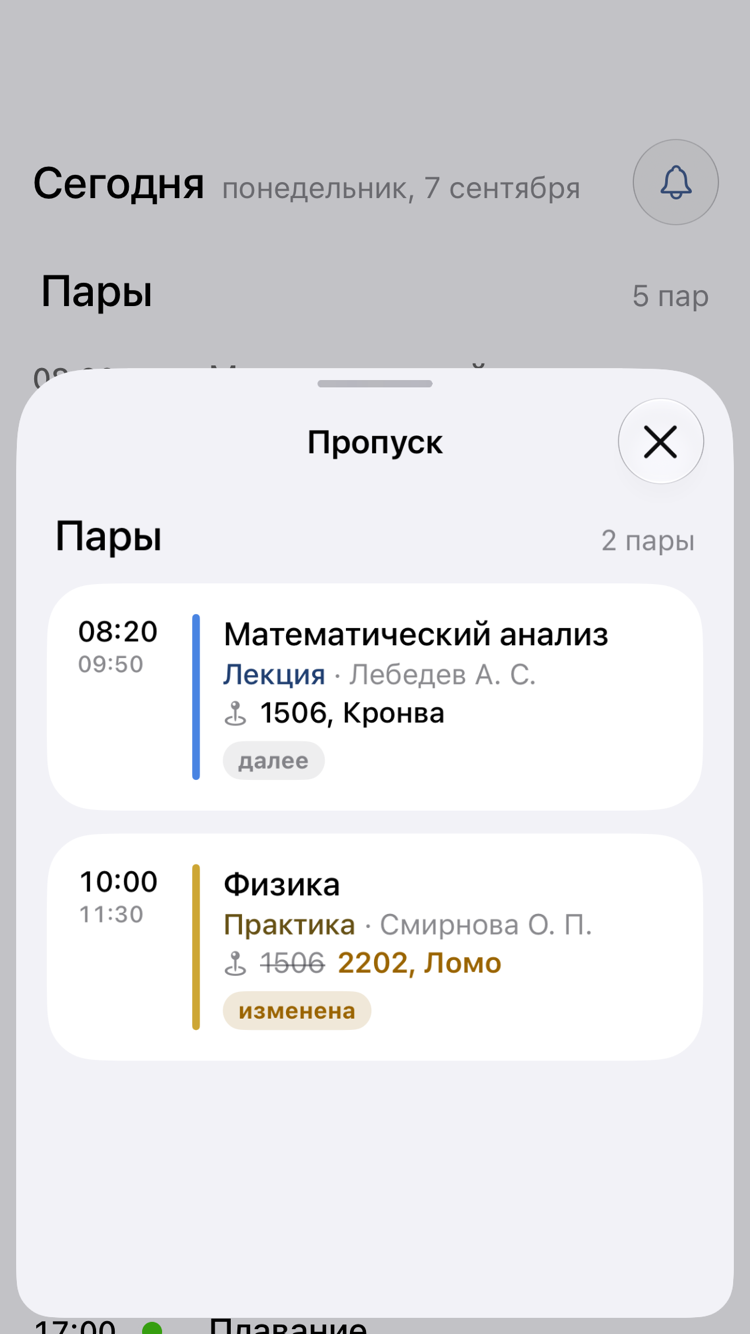 Сегодня понедельник, 7 сентября
Пары 5 пар
Пропуск
Пары 2 пары
08:20 Математический анализ
09:50 Лекция · Лебедев А. С.
1506, Кронва
далее
10:00 Физика
11:30 Практика · Смирнова О. П.
1506 2202, Ломо
изменена
17:00 Плавание